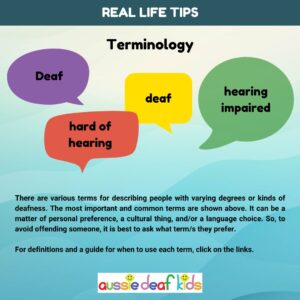 REAL LIFE TIPS
Terminology
Deaf
deaf
hearing
impaired
hard of
hearing
There are various terms for describing people with varying degrees or kinds of
deafness. The most important and common terms are shown above. It can be a
matter of personal preference, a cultural thing, and/or a language choice. So, to
avoid offending someone, it is best to ask what term/s they prefer.
For definitions and a guide for when to use each term, click on the links.
aussie deaf kids